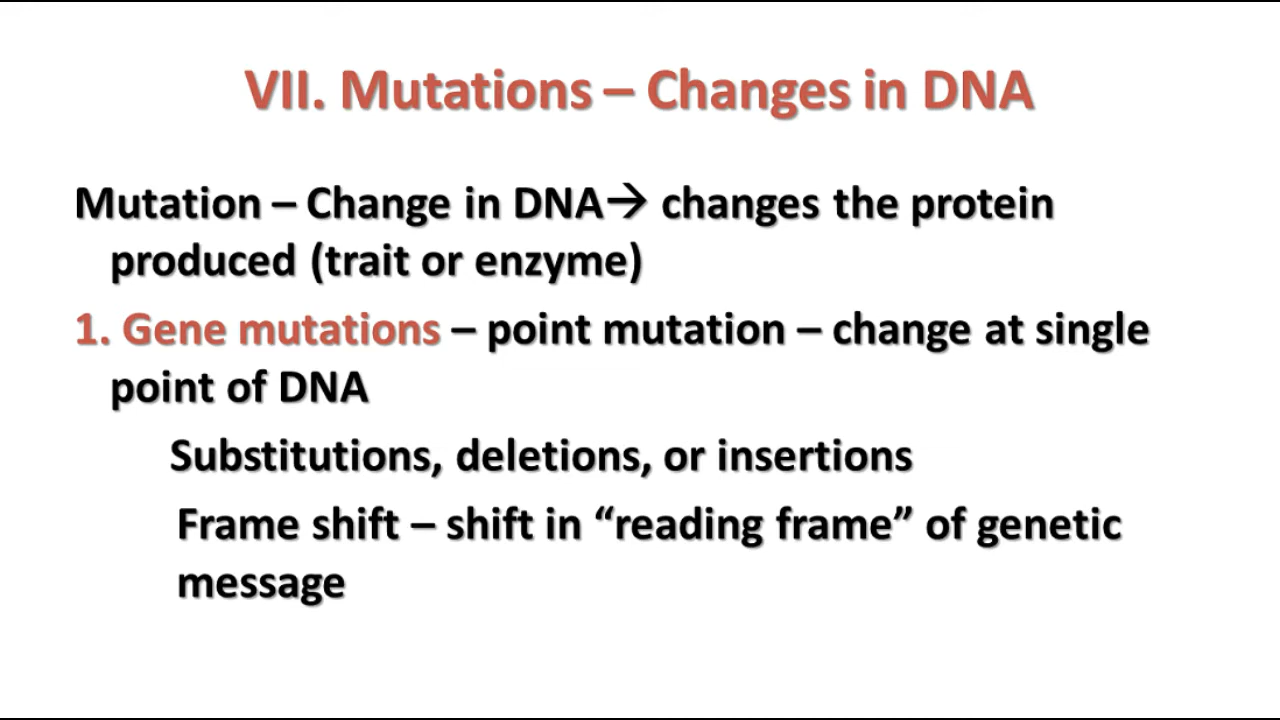 VII. Mutations – Changes in DNA
Mutation – Change in DNA→ changes the protein
produced (trait or enzyme)
1. Gene mutations – point mutation – change at single
point of DNA
Substitutions, deletions, or insertions
Frame shift – shift in “reading frame” of genetic
message